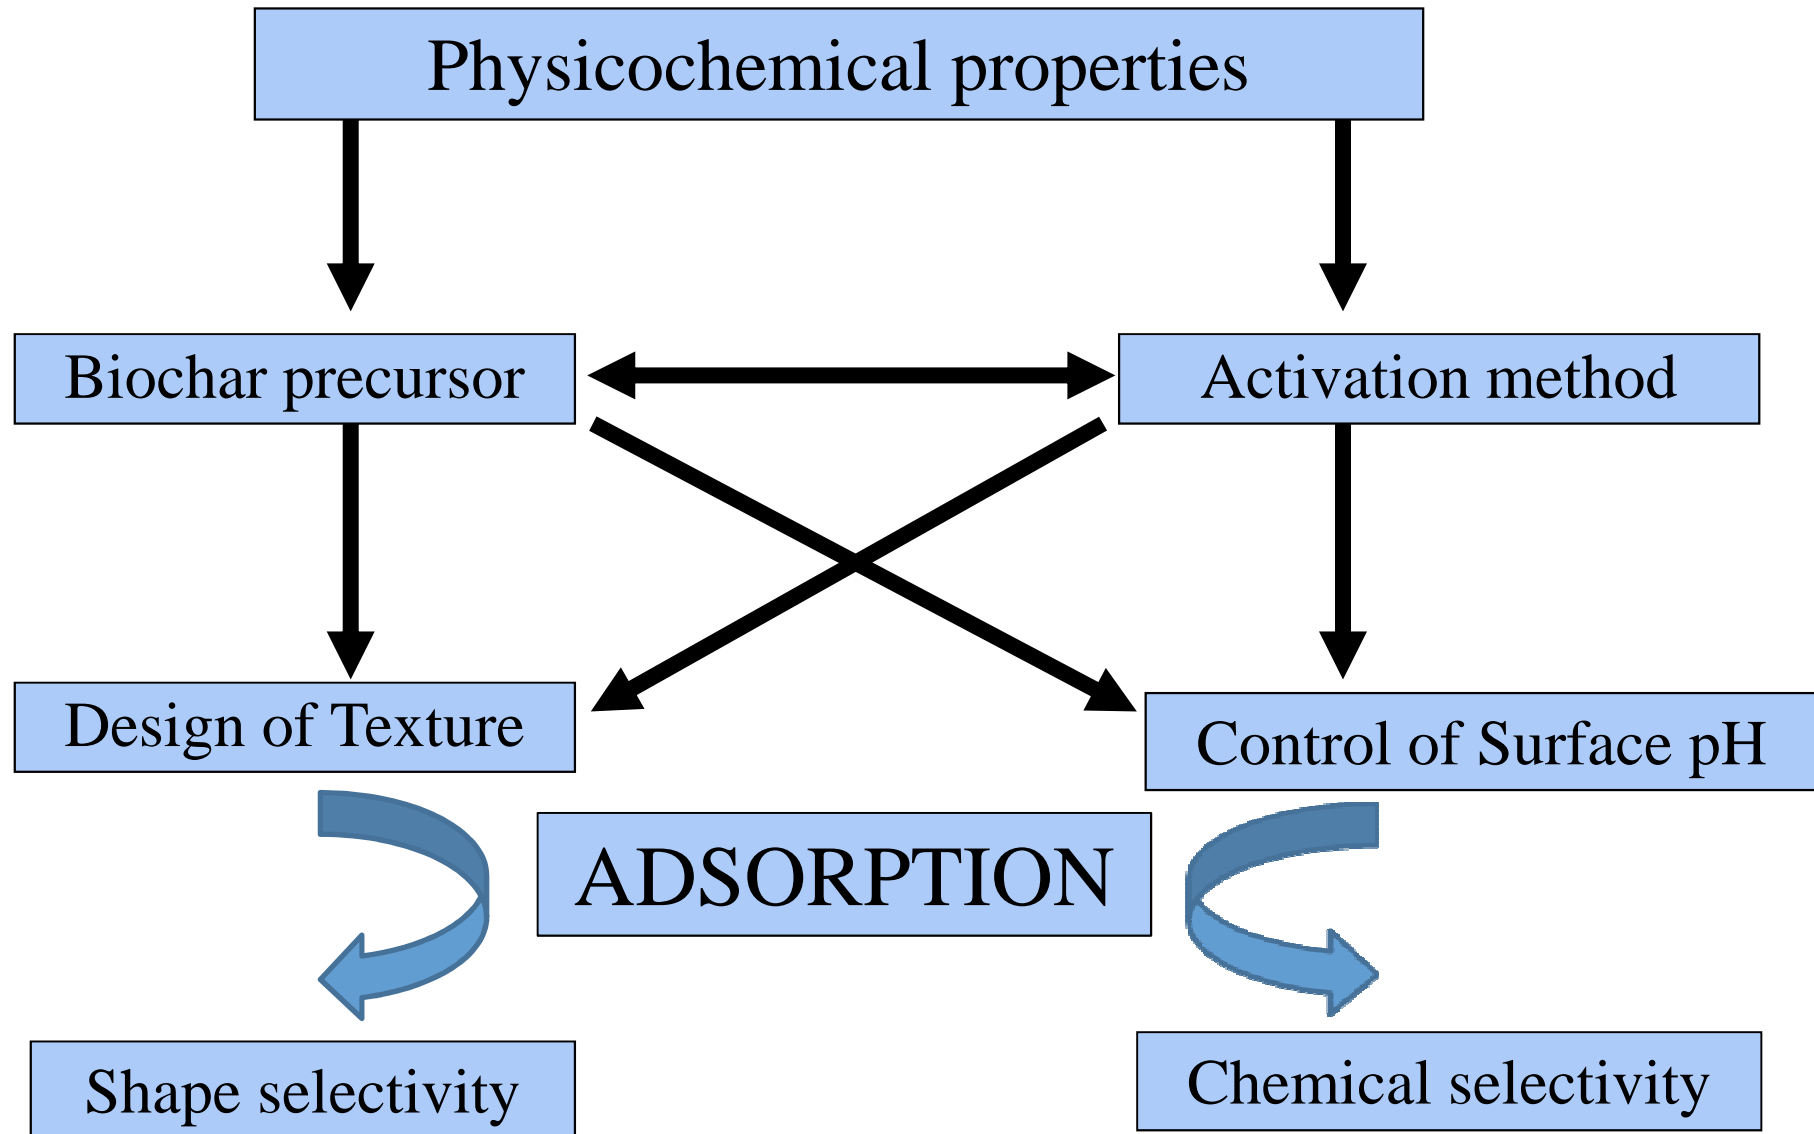 Physicochemical properties
Biochar precursor
Activation method
Design of Texture
Control of Surface pH
ADSORPTION
Shape selectivity
Chemical selectivity